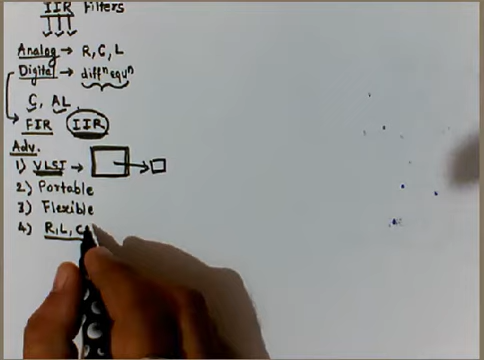 IIR Filters
Analog → R, C, L
Digital → diffⁿ equⁿ
C, AL,
→ FIR IIR
Adv.
1) VLSI →
2) Portable
3) Flexible
4) R, L, C